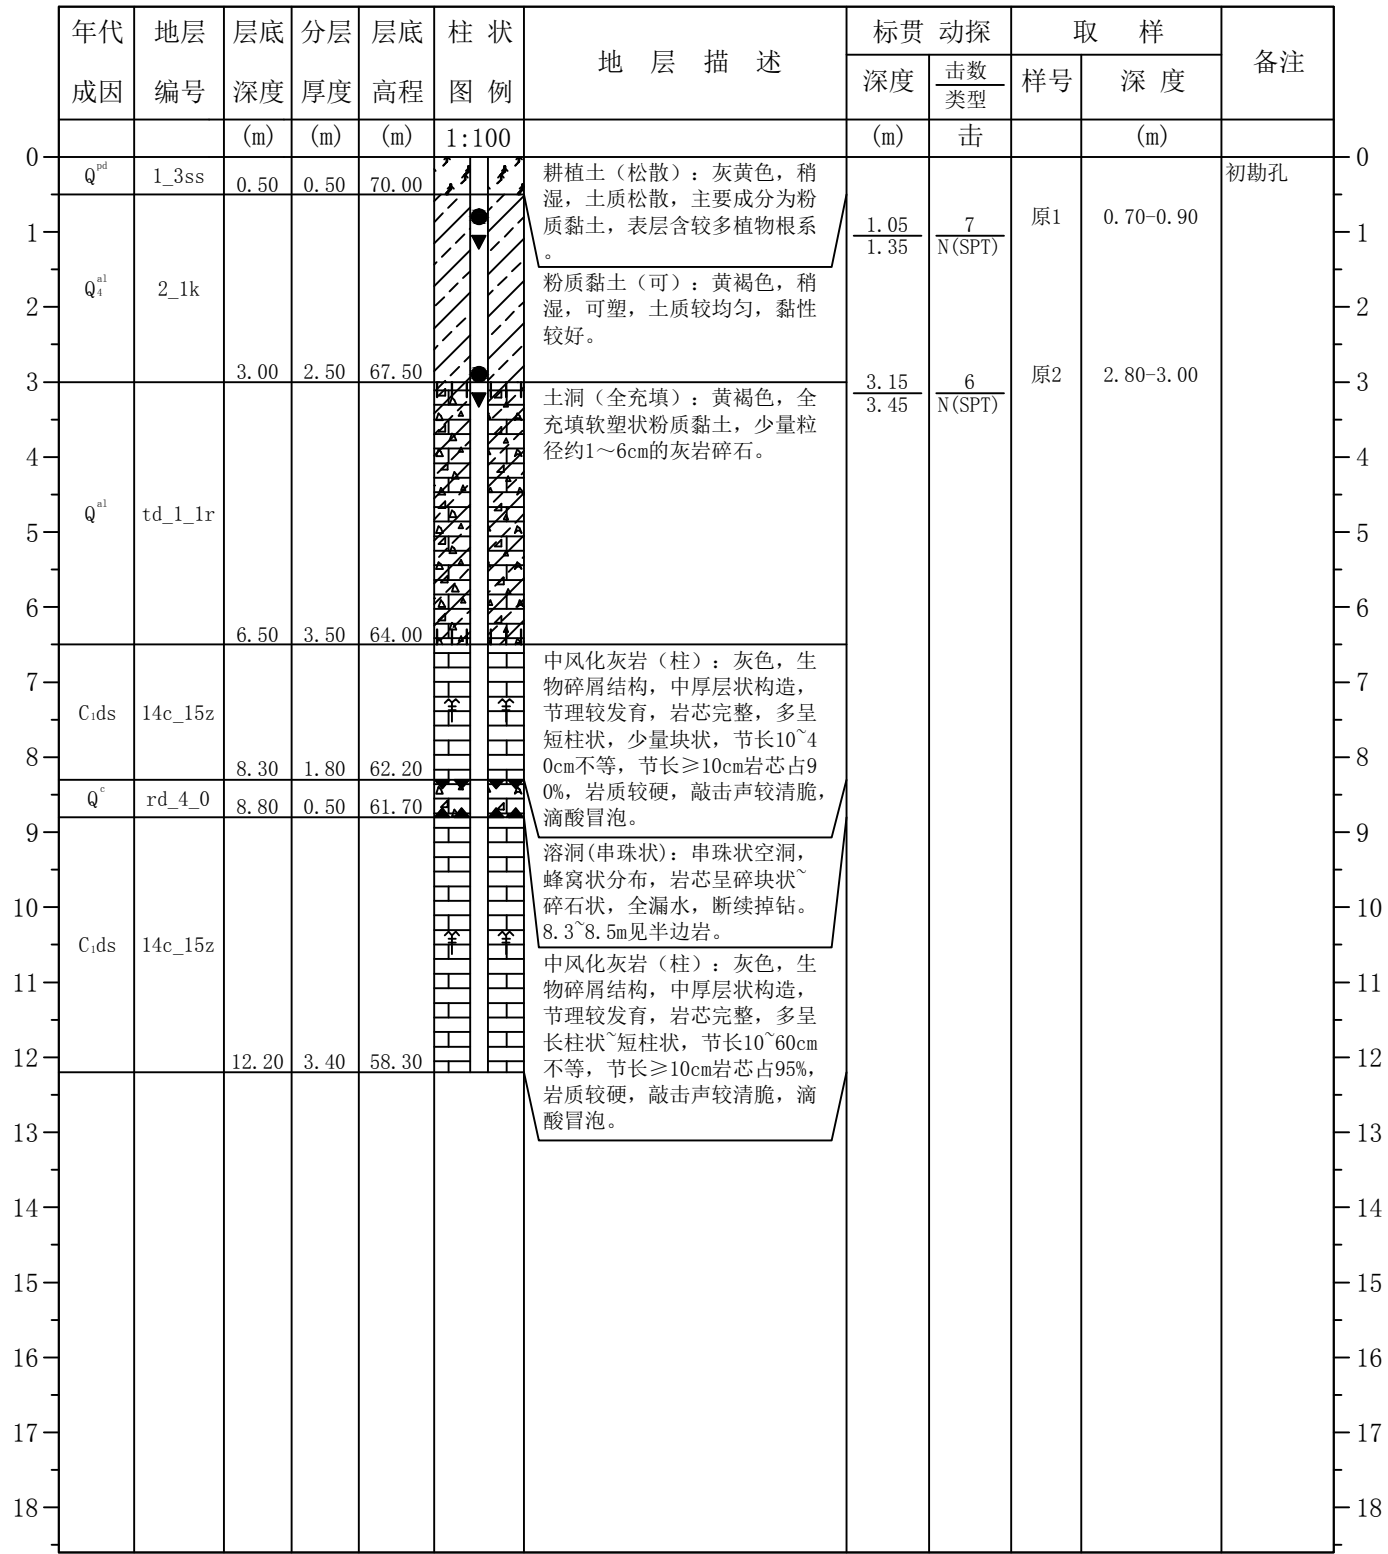 年代 地层 层底 分层 层底 柱 状 地 层 描 述 标贯 动探 取 样 备注
成因 编号 深度 厚度 高程 图 例 深度 击数 样号 深 度
类型
(m) (m) (m) 1:100 (m) 击 (m)
0 0
Q^pd 1_3ss 0.50 0.50 70.00
耕植土（松散）：灰黄色，稍
湿，土质松散，主要成分为粉
质黏土，表层含较多植物根系
。
初勘孔
1.05 7 原1 0.70-0.90
1.35 N(SPT)
1 1
Q₄^al 2_1k 3.00 2.50 67.50
粉质黏土（可）：黄褐色，稍
湿，可塑，土质较均匀，黏性
较好。
2 2
3.15 6 原2 2.80-3.00
3.45 N(SPT)
3 3
Q^al td_1_1r 6.50 3.50 64.00
土洞（全充填）：黄褐色，全
充填软塑状粉质黏土，少量粒
径约1～6cm的灰岩碎石。
4 4
5 5
6 6
C₁ds 14c_15z 8.30 1.80 62.20
中风化灰岩（柱）：灰色，生
物碎屑结构，中厚层状构造，
节理较发育，岩芯完整，多呈
短柱状，少量块状，节长10~4
0cm不等，节长≥10cm岩芯占9
0%，岩质较硬，敲击声较清脆，
滴酸冒泡。
7 7
8 8
Q^c rd_4_0 8.80 0.50 61.70
溶洞(串珠状)：串珠状空洞，
蜂窝状分布，岩芯呈碎块状~
碎石状，全漏水，断续掉钻。
8.3~8.5m见半边岩。
9 9
10 10
C₁ds 14c_15z 12.20 3.40 58.30
中风化灰岩（柱）：灰色，生
物碎屑结构，中厚层状构造，
节理较发育，岩芯完整，多呈
长柱状~短柱状，节长10~60cm
不等，节长≥10cm岩芯占95%，
岩质较硬，敲击声较清脆，滴
酸冒泡。
11 11
12 12
13 13
14 14
15 15
16 16
17 17
18 18